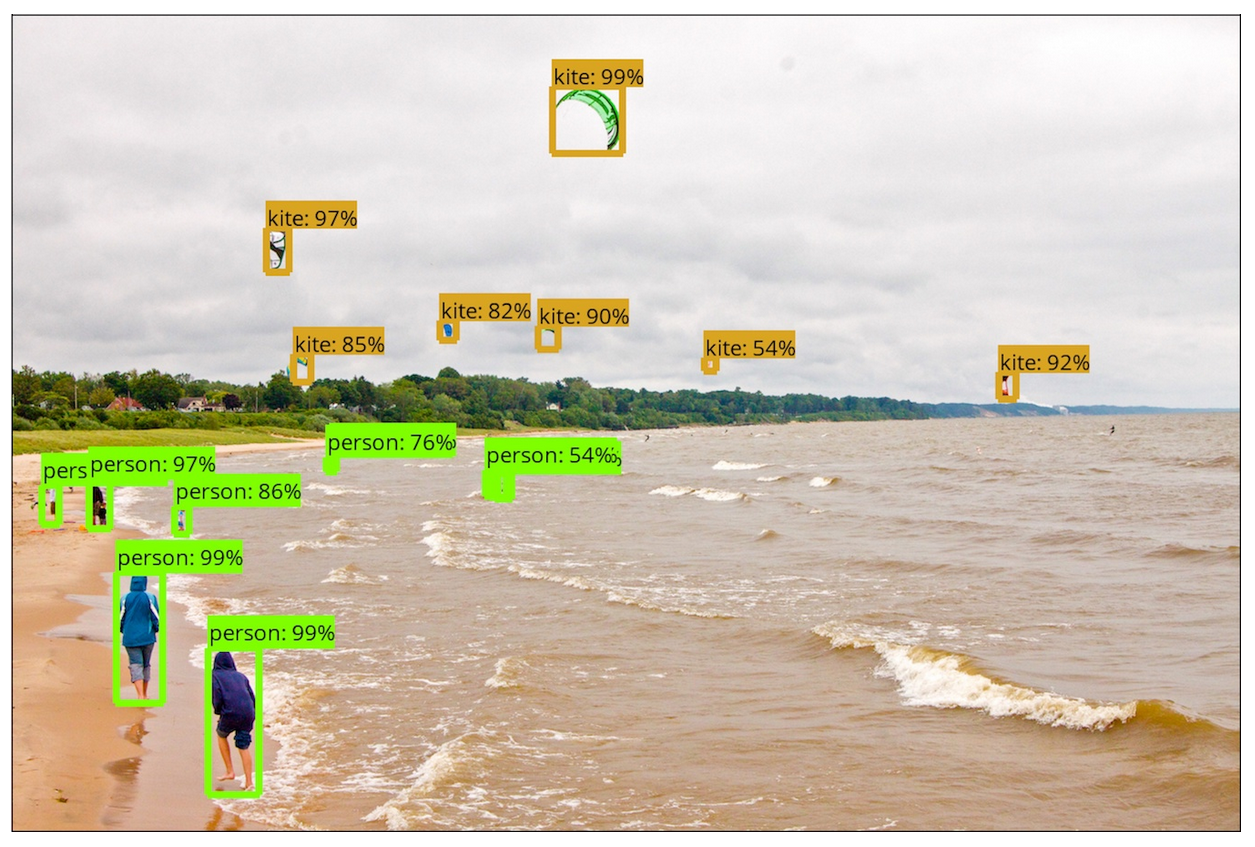 kite: 99%
kite: 97%
kite: 82%
kite: 90%
kite: 85%
kite: 54%
kite: 92%
person: 76%
person: 54%
pers
person: 97%
person: 86%
person: 99%
person: 99%